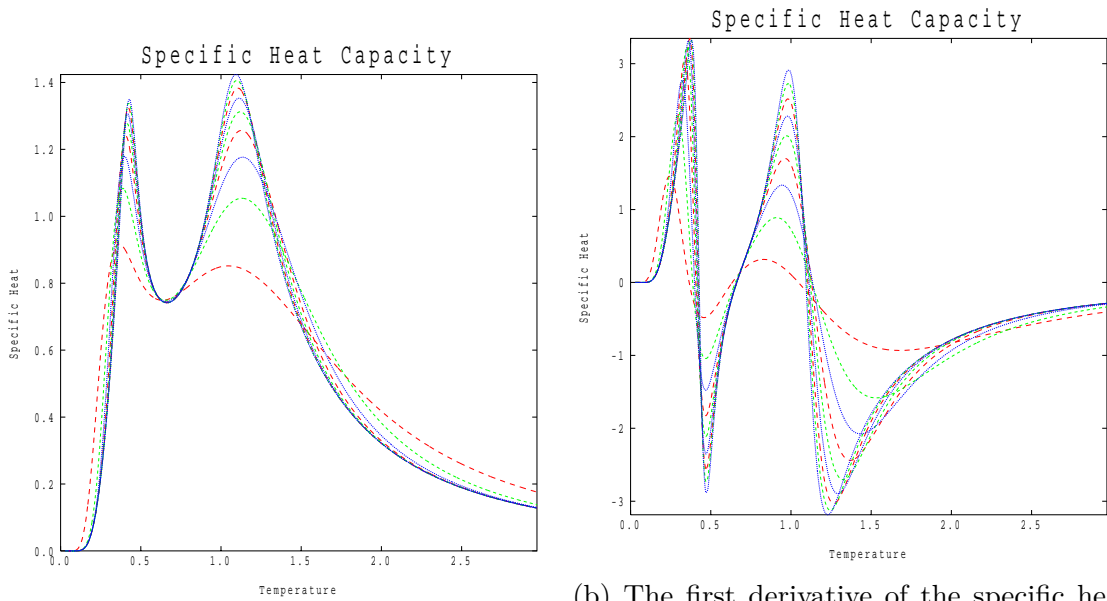 Specific Heat Capacity
Specific Heat
1.4
1.2
1.0
0.8
0.6
0.4
0.2
0.0
0.0 0.5 1.0 1.5 2.0 2.5
Temperature
Specific Heat Capacity
Specific Heat
3
2
1
0
-1
-2
-3
0.0 0.5 1.0 1.5 2.0 2.5
Temperature
(b) The first derivative of the specific he